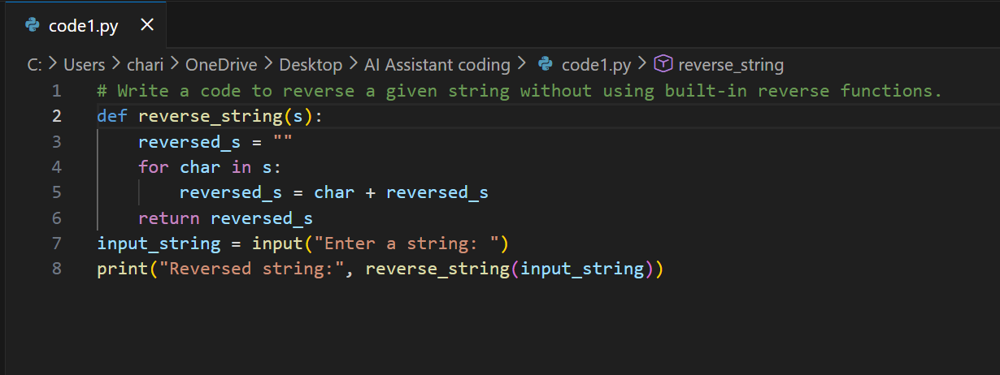 code1.py
C: > Users > chari > OneDrive > Desktop > AI Assistant coding > code1.py > reverse_string
1 # Write a code to reverse a given string without using built-in reverse functions.
2 def reverse_string(s):
3     reversed_s = ""
4     for char in s:
5         reversed_s = char + reversed_s
6     return reversed_s
7 input_string = input("Enter a string: ")
8 print("Reversed string:", reverse_string(input_string))